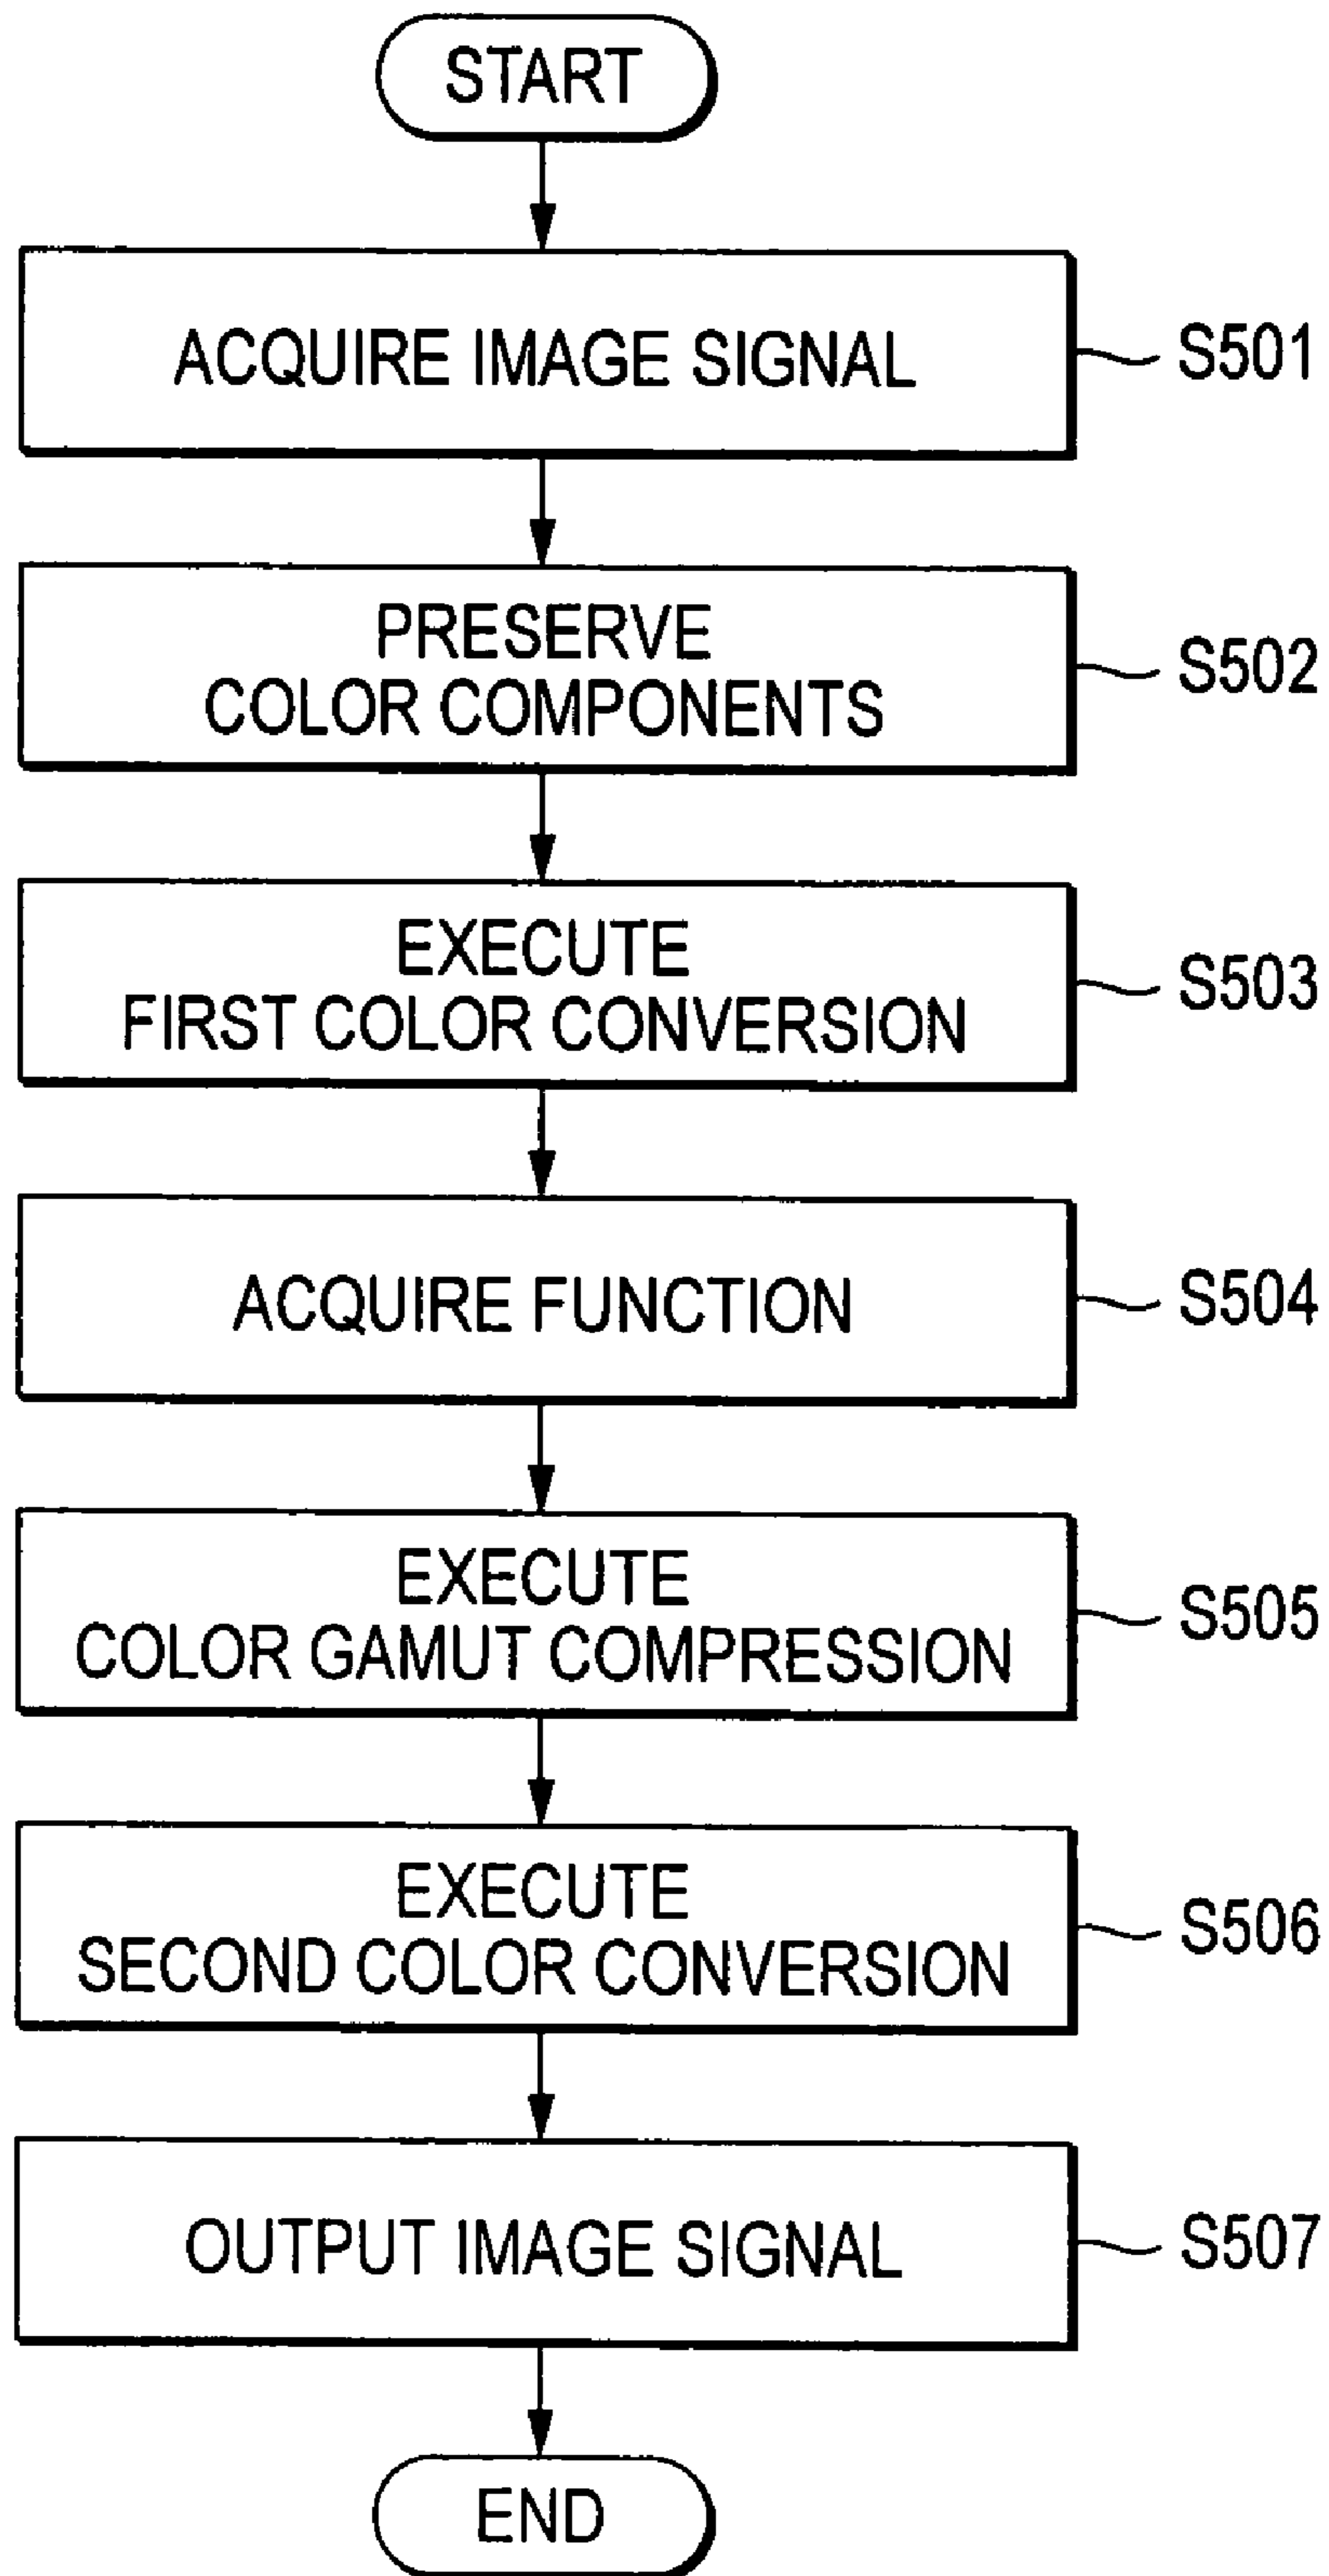 START
ACQUIRE IMAGE SIGNAL
S501
PRESERVE
COLOR COMPONENTS
S502
EXECUTE
FIRST COLOR CONVERSION
S503
ACQUIRE FUNCTION
S504
EXECUTE
COLOR GAMUT COMPRESSION
S505
EXECUTE
SECOND COLOR CONVERSION
S506
OUTPUT IMAGE SIGNAL
S507
END